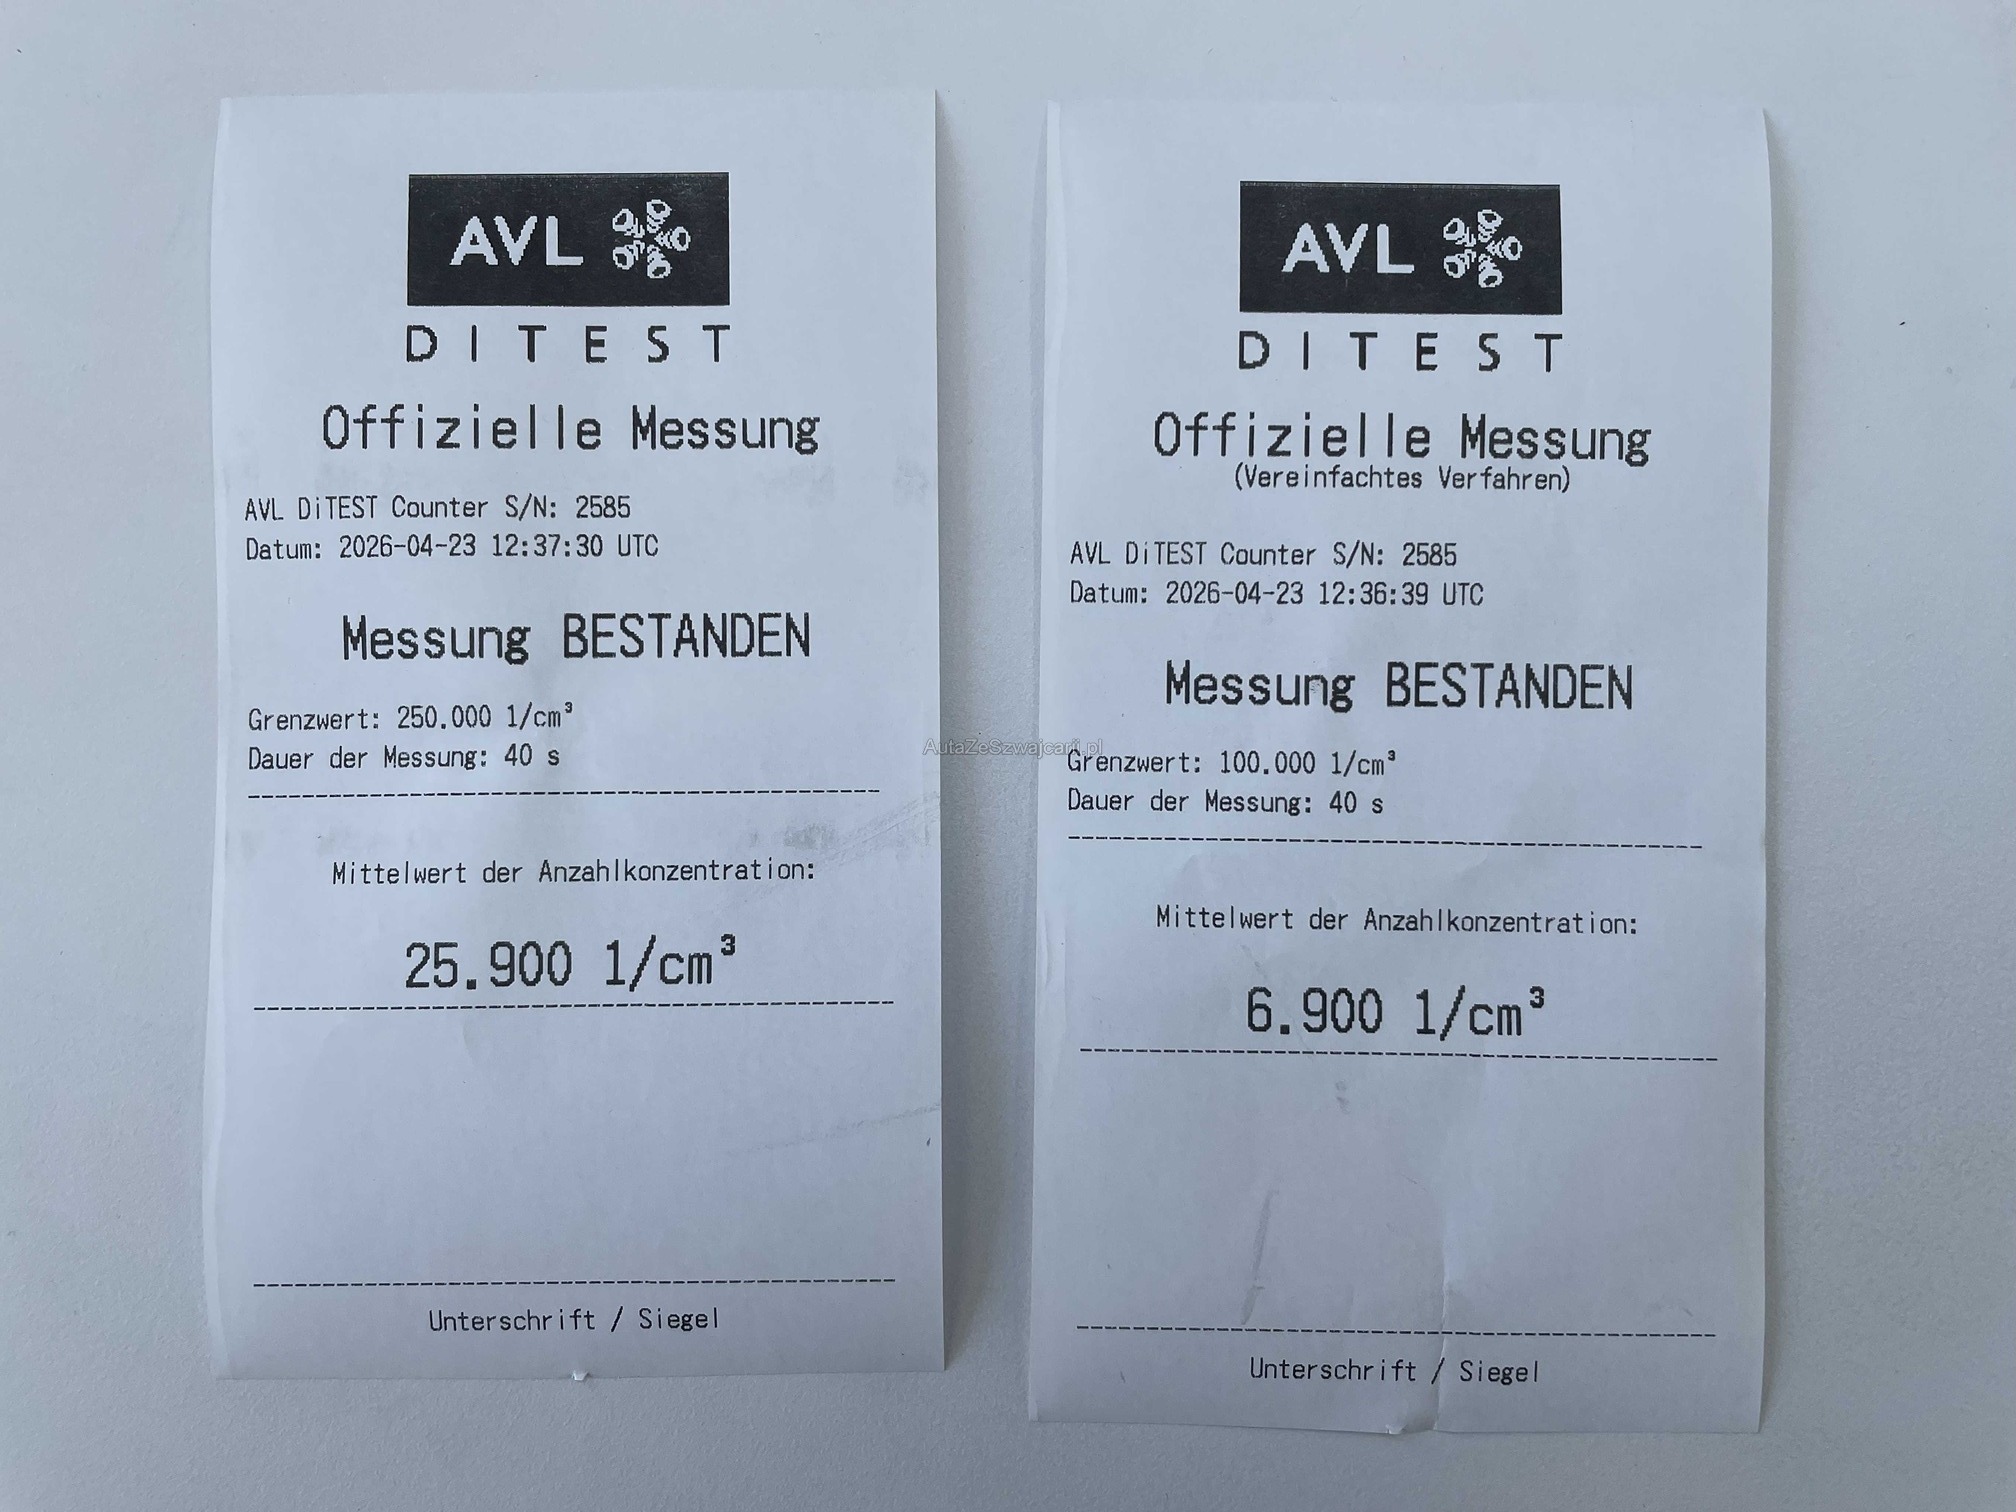 AVL
DITEST
Offizielle Messung
AVL DiTEST Counter S/N: 2585
Datum: 2026-04-23 12:37:30 UTC
Messung BESTANDEN
Grenzwert: 250.000 1/cm³
Dauer der Messung: 40 s
Mittelwert der Anzahlkonzentration:
25.900 1/cm³
Unterschrift / Siegel
AVL
DITEST
Offizielle Messung
(Vereinfachtes Verfahren)
AVL DiTEST Counter S/N: 2585
Datum: 2026-04-23 12:36:39 UTC
Messung BESTANDEN
Grenzwert: 100.000 1/cm³
Dauer der Messung: 40 s
Mittelwert der Anzahlkonzentration:
6.900 1/cm³
Unterschrift / Siegel
AutaZeSzwajcarii.pl